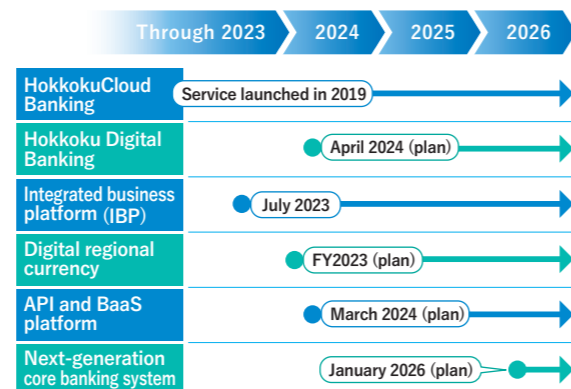 Through 2023
2024
2025
2026
HokkokuCloud
Banking
Service launched in 2019
Hokkoku Digital
Banking
April 2024 (plan)
Integrated business
platform (IBP)
July 2023
Digital regional
currency
FY2023 (plan)
API and BaaS
platform
March 2024 (plan)
Next-generation
core banking system
January 2026 (plan)